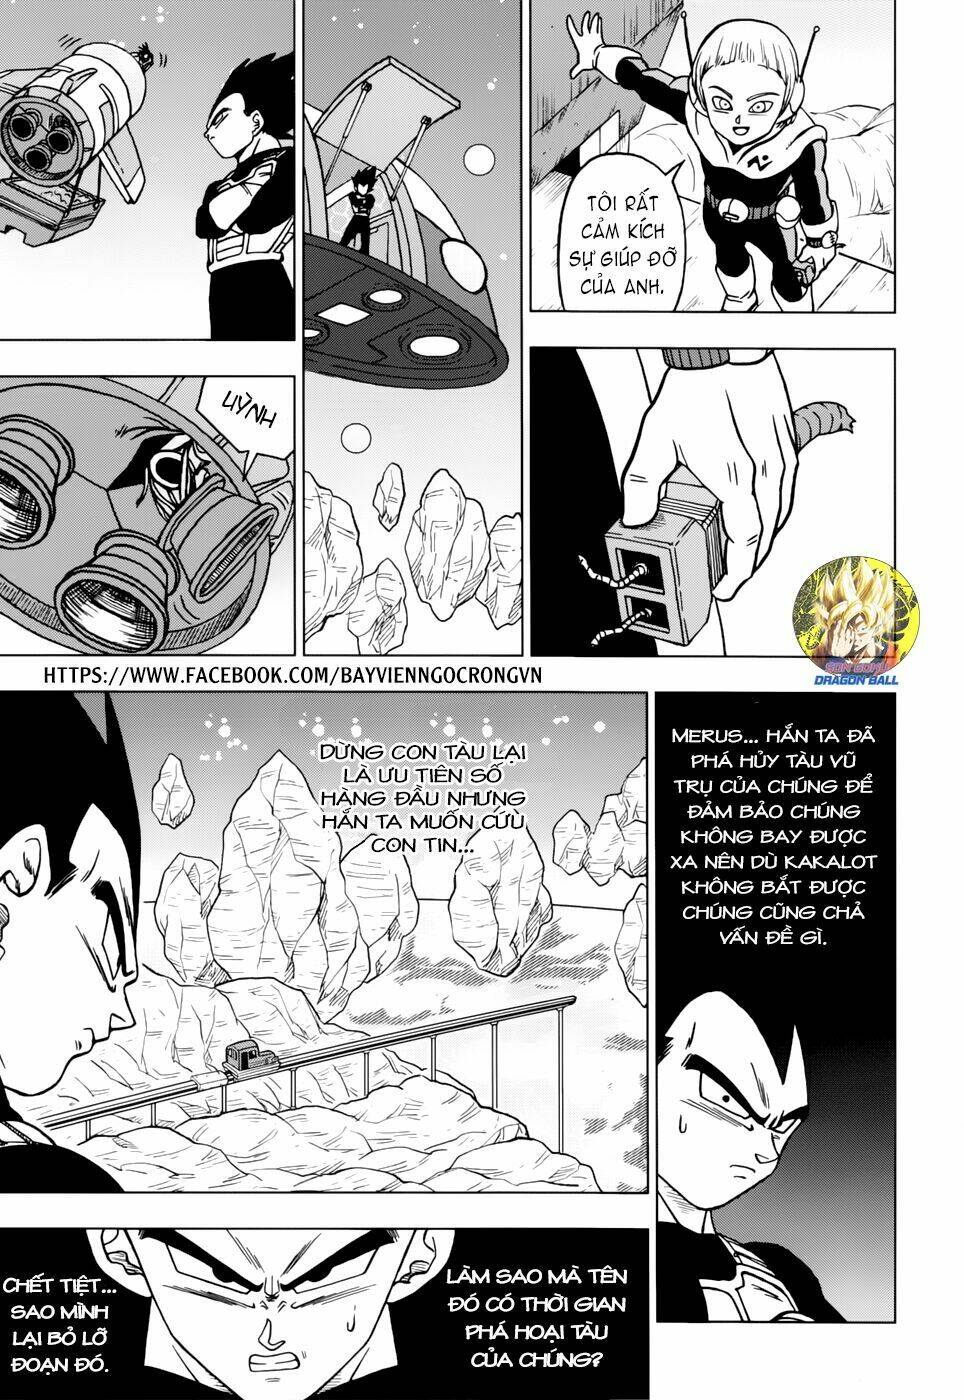 TÔI RẤT
CẢM KÍCH
SỰ GIÚP ĐỠ
CỦA ANH.
UỲNH
HTTPS://WWW.FACEBOOK.COM/BAYVIENNGOCRONGVN
SON GOKU
DRAGON BALL
MERUS... HẮN TA ĐÃ
PHÁ HỦY TÀU VŨ
TRỤ CỦA CHÚNG ĐỂ
ĐẢM BẢO CHÚNG
KHÔNG BAY ĐƯỢC
XA NÊN DÙ KAKALOT
KHÔNG BẮT ĐƯỢC
CHÚNG CŨNG CHẢ
VẤN ĐỀ GÌ.
DỪNG CON TÀU LẠI
LÀ ƯU TIÊN SỐ
HÀNG ĐẦU NHƯNG
HẮN TA MUỐN CỨÙ
CON TIN...
LÀM SAO MÀ TÊN
ĐÓ CÓ THỜI GIAN
PHÁ HOẠI TÀU
CỦA CHÚNG?
CHẾT TIỆT...
SAO MÌNH
LẠI BỎ LỠ
ĐOẠN ĐÓ.